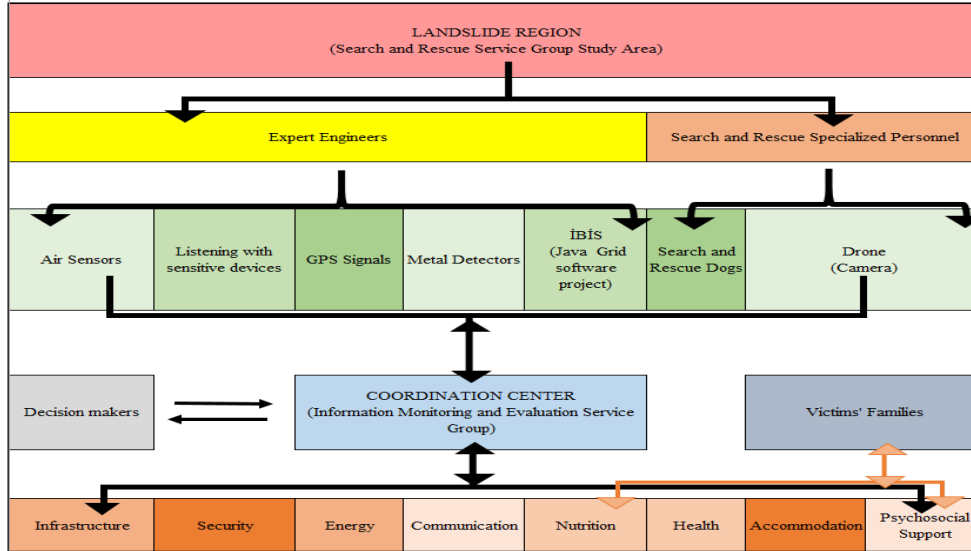 LANDSLIDE REGION
(Search and Rescue Service Group Study Area)
Expert Engineers
Search and Rescue Specialized Personnel
Air Sensors
Listening with
sensitive devices
GPS Signals
Metal Detectors
İBİS
(Java Grid
software
project)
Search and
Rescue Dogs
Drone
(Camera)
Decision makers
COORDINATION CENTER
(Information Monitoring and Evaluation Service
Group)
Victims' Families
Infrastructure
Security
Energy
Communication
Nutrition
Health
Accommodation
Psychosocial
Support